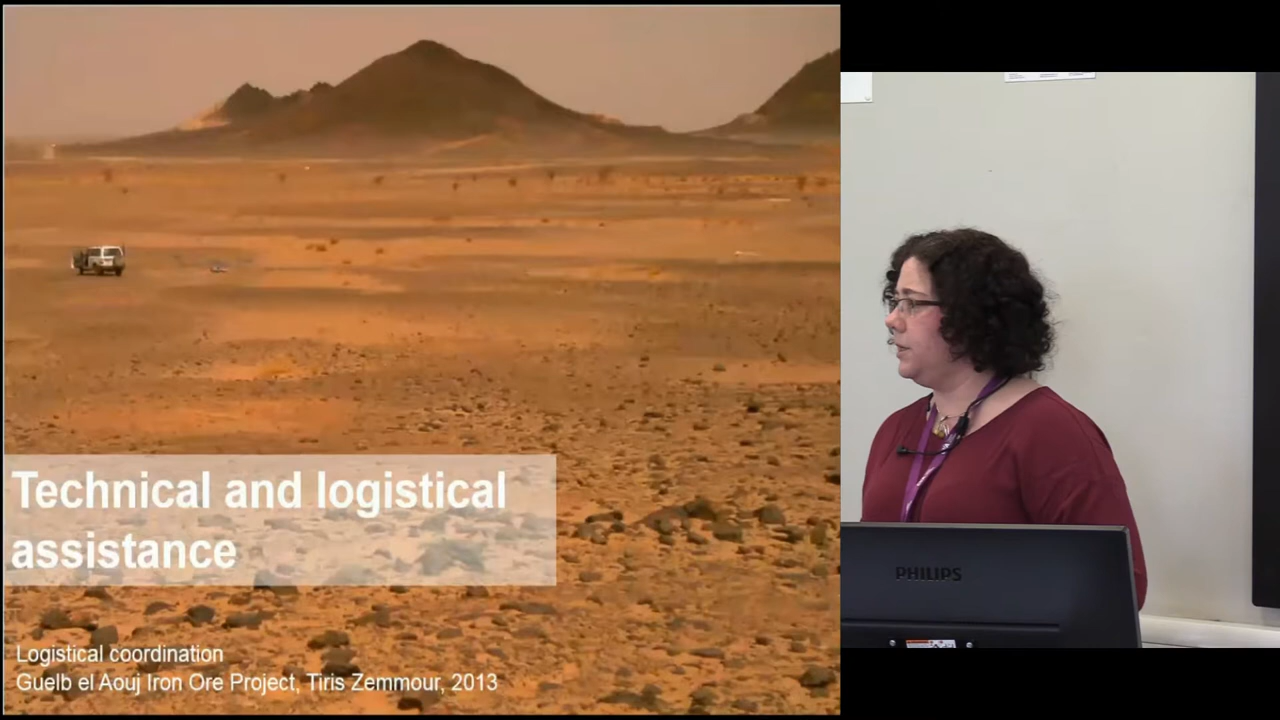 Technical and logistical
assistance
Logistical coordination
Guelb el Aouj Iron Ore Project, Tiris Zemmour, 2013
PHILIPS